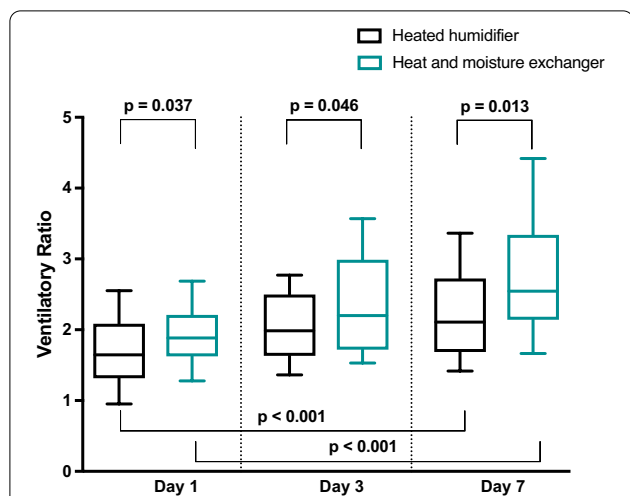 Heated humidifier
Heat and moisture exchanger
p = 0.037
p = 0.046
p = 0.013
Ventilatory Ratio
5
4
3
2
1
0
p < 0.001
p < 0.001
Day 1
Day 3
Day 7